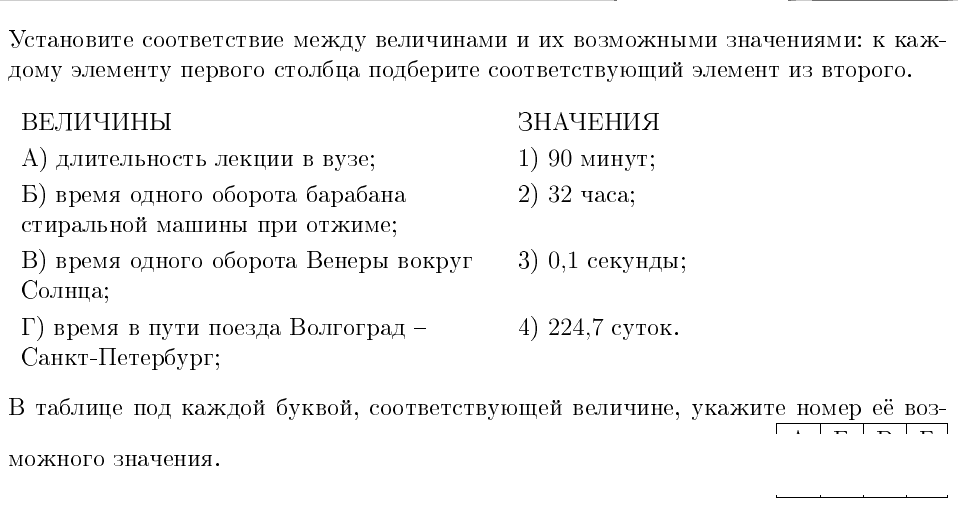 Установите соответствие между величинами и их возможными значениями: к каж-
дому элементу первого столбца подберите соответствующий элемент из второго.
ВЕЛИЧИНЫ
ЗНАЧЕНИЯ
А) длительность лекции в вузе;
1) 90 минут;
Б) время одного оборота барабана
стиральной машины при отжиме;
2) 32 часа;
В) время одного оборота Венеры вокруг
Солнца;
3) 0,1 секунды;
Г) время в пути поезда Волгоград –
Санкт-Петербург;
4) 224,7 суток.
В таблице под каждой буквой, соответствующей величине, укажите номер её воз-
можного значения.